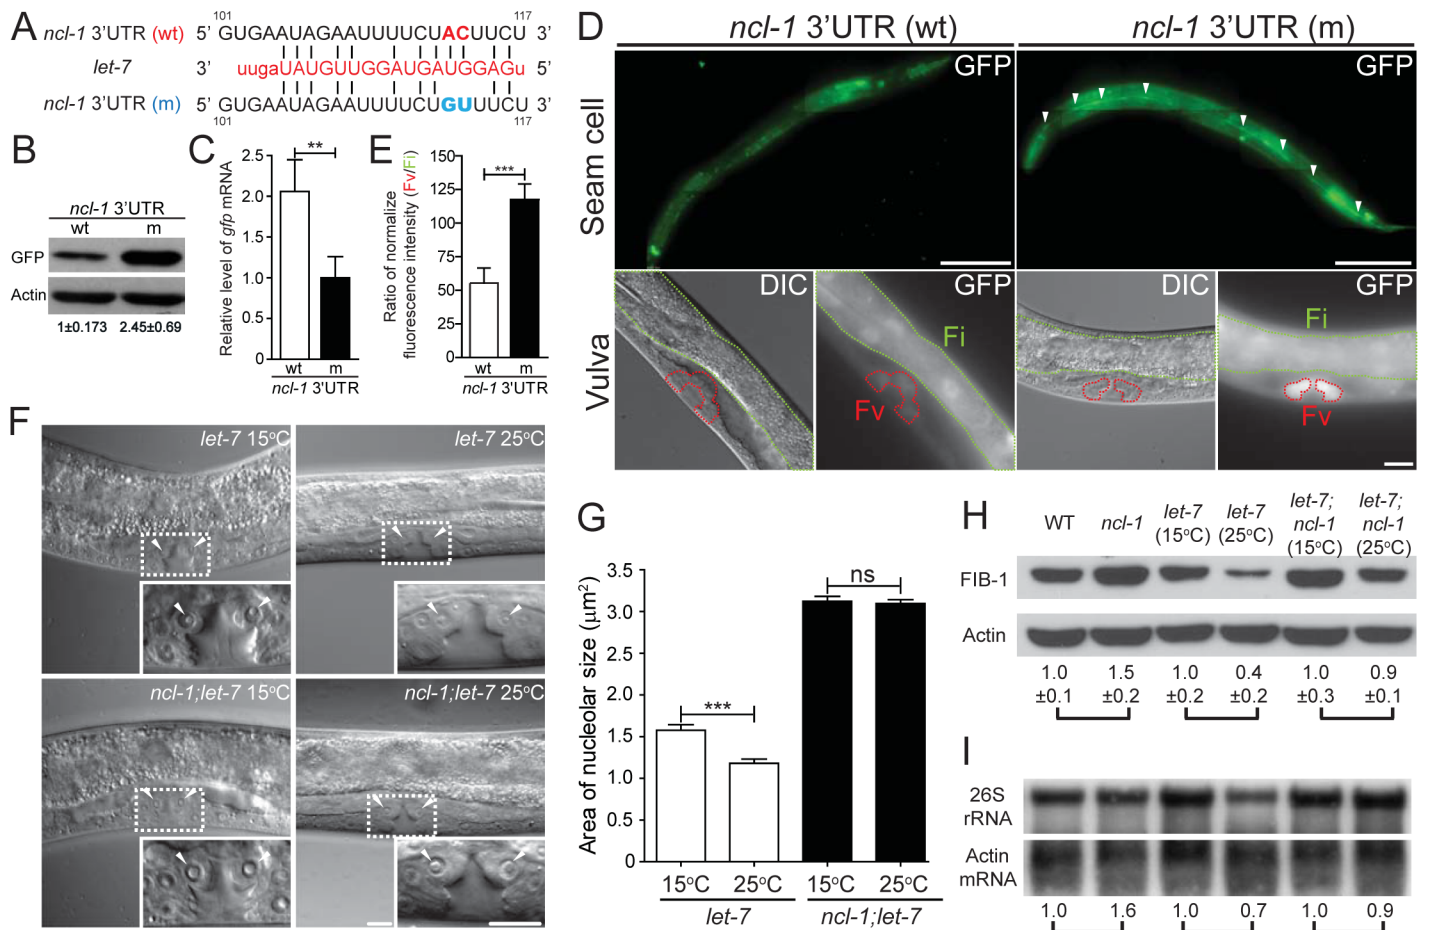 A
101
117
ncl-1 3'UTR (wt) 5' GUGAAUAGAAUUUUCUACUUCU 3'
let-7 3' uugaUAUGUUGGAUGAUGGAGu 5'
ncl-1 3'UTR (m) 5' GUGAAUAGAAUUUUCUGUUUCU 3'
101
117
B
ncl-1 3'UTR
wt m
GFP
Actin
1±0.173 2.45±0.69
C
Relative level of gfp mRNA
2.5
2.0
1.5
1.0
0.5
0
**
wt m
ncl-1 3'UTR
E
Ratio of normalize
fluorescence intensity (Fv/Fi)
150
125
100
75
50
25
0
***
wt m
ncl-1 3'UTR
D
ncl-1 3'UTR (wt) ncl-1 3'UTR (m)
Seam cell
GFP GFP
Vulva
DIC GFP DIC GFP
Fi
Fv
Fi
Fv
F
let-7 15°C let-7 25°C
ncl-1;let-7 15°C ncl-1;let-7 25°C
G
Area of nucleolar size (μm2)
3.5
3.0
2.5
2.0
1.5
1.0
0.5
0
***
ns
15°C 25°C 15°C 25°C
let-7 ncl-1;let-7
H
WT ncl-1 let-7 (15°C) let-7 (25°C) let-7; ncl-1 (15°C) let-7; ncl-1 (25°C)
FIB-1
Actin
1.0 1.5 1.0 0.4 1.0 0.9
±0.1 ±0.2 ±0.2 ±0.2 ±0.3 ±0.1
I
26S
rRNA
Actin
mRNA
1.0 1.6 1.0 0.7 1.0 0.9